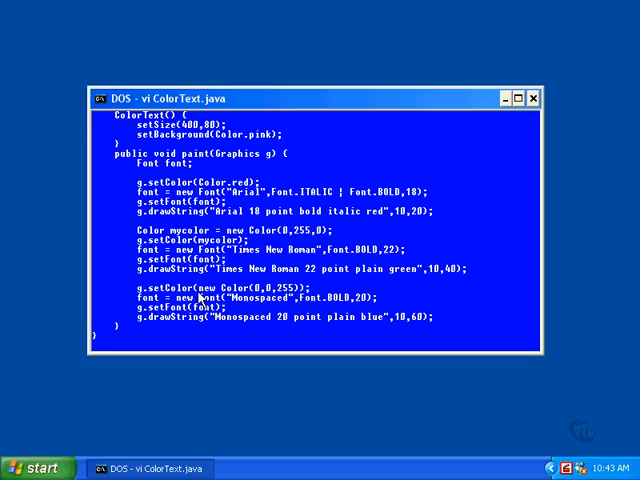 DOS - vi ColorText.java
ColorText() {
setSize(400,80);
setBackground(Color.pink);
}
public void paint(Graphics g) {
Font font;
g.setColor(Color.red);
font = new Font("Arial",Font.ITALIC | Font.BOLD,18);
g.setFont(font);
g.drawString("Arial 18 point bold italic red",10,20);
Color mycolor = new Color(0,255,0);
g.setColor(mycolor);
font = new Font("Times New Roman",Font.BOLD,22);
g.setFont(font);
g.drawString("Times New Roman 22 point plain green",10,40);
g.setColor(new Color(0,0,255));
font = new Font("Monospaced",Font.BOLD,20);
g.setFont(font);
g.drawString("Monospaced 20 point plain blue",10,60);
}
}
start
DOS - vi ColorText.java
10:43 AM